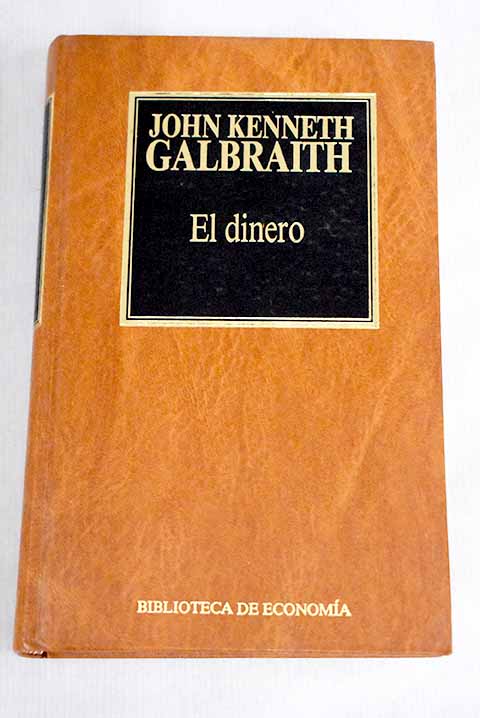 JOHN KENNETH
GALBRAITH
El dinero
BIBLIOTECA DE ECONOMÍA